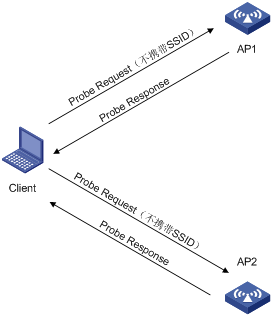 AP1
Probe Request（不携带SSID）
Probe Response
Client
Probe Request（不携带SSID）
Probe Response
AP2